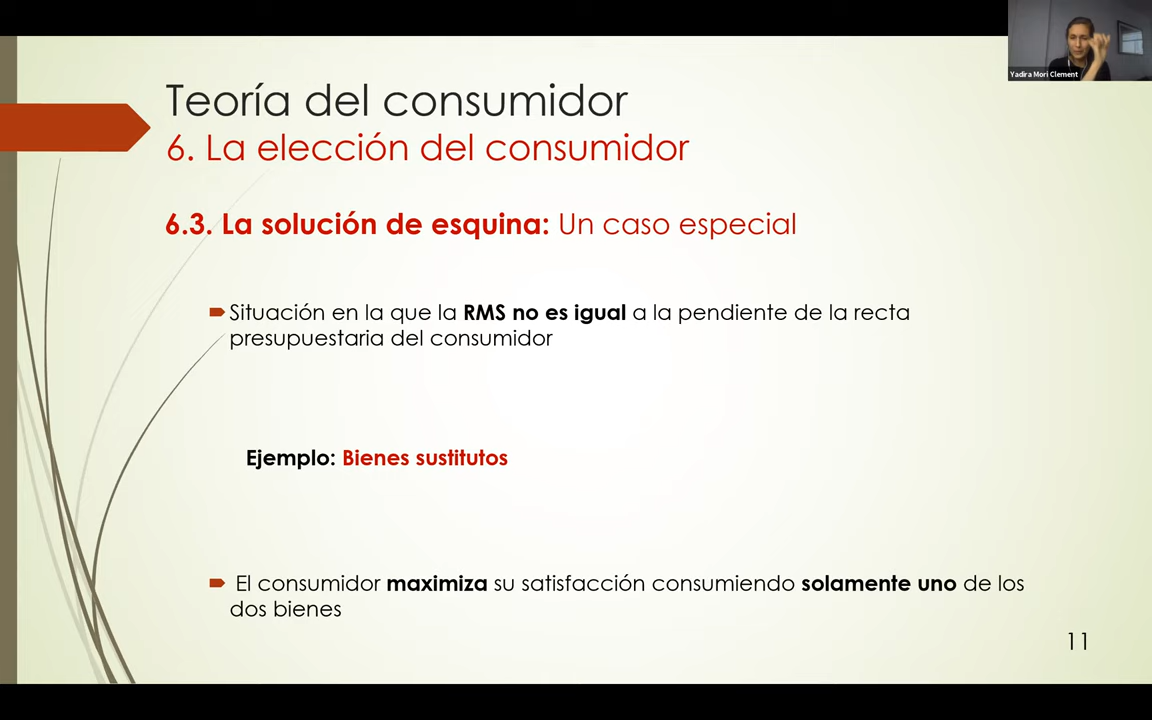 Yadira Mori Clement
Teoría del consumidor
6. La elección del consumidor
6.3. La solución de esquina: Un caso especial
Situación en la que la RMS no es igual a la pendiente de la recta
presupuestaria del consumidor
Ejemplo: Bienes sustitutos
El consumidor maximiza su satisfacción consumiendo solamente uno de los
dos bienes
11